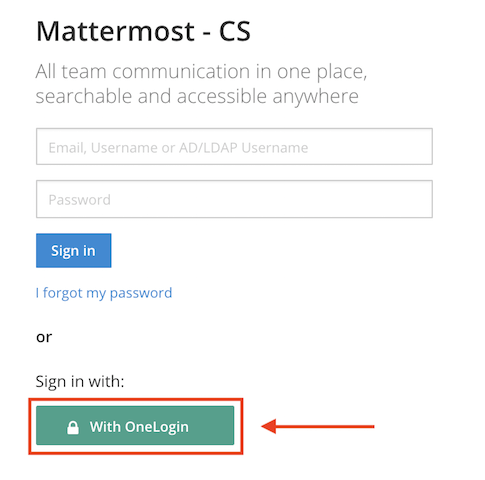 Mattermost - CS
All team communication in one place,
searchable and accessible anywhere
Email, Username or AD/LDAP Username
Password
Sign in
I forgot my password
or
Sign in with:
With OneLogin